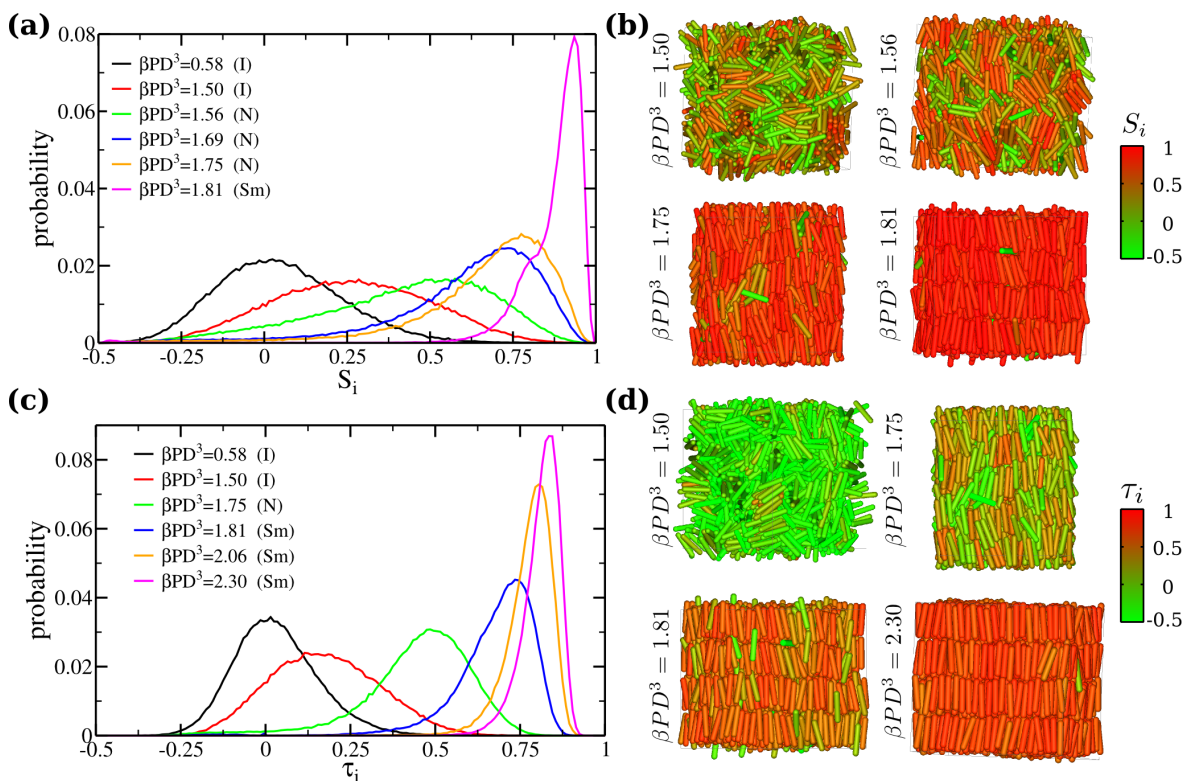 (a)
0.08
0.06
0.04
0.02
0
probability
βPD³=0.58 (I)
βPD³=1.50 (I)
βPD³=1.56 (N)
βPD³=1.69 (N)
βPD³=1.75 (N)
βPD³=1.81 (Sm)
-0.5 -0.25 0 0.25 0.5 0.75 1
Sᵢ
(b)
βPD³ = 1.50
βPD³ = 1.56
βPD³ = 1.75
βPD³ = 1.81
Sᵢ
1
0.5
0
-0.5
(c)
0.08
0.06
0.04
0.02
0
probability
βPD³=0.58 (I)
βPD³=1.50 (I)
βPD³=1.75 (N)
βPD³=1.81 (Sm)
βPD³=2.06 (Sm)
βPD³=2.30 (Sm)
-0.5 -0.25 0 0.25 0.5 0.75 1
τᵢ
(d)
βPD³ = 1.50
βPD³ = 1.75
βPD³ = 1.81
βPD³ = 2.30
τᵢ
1
0.5
0
-0.5